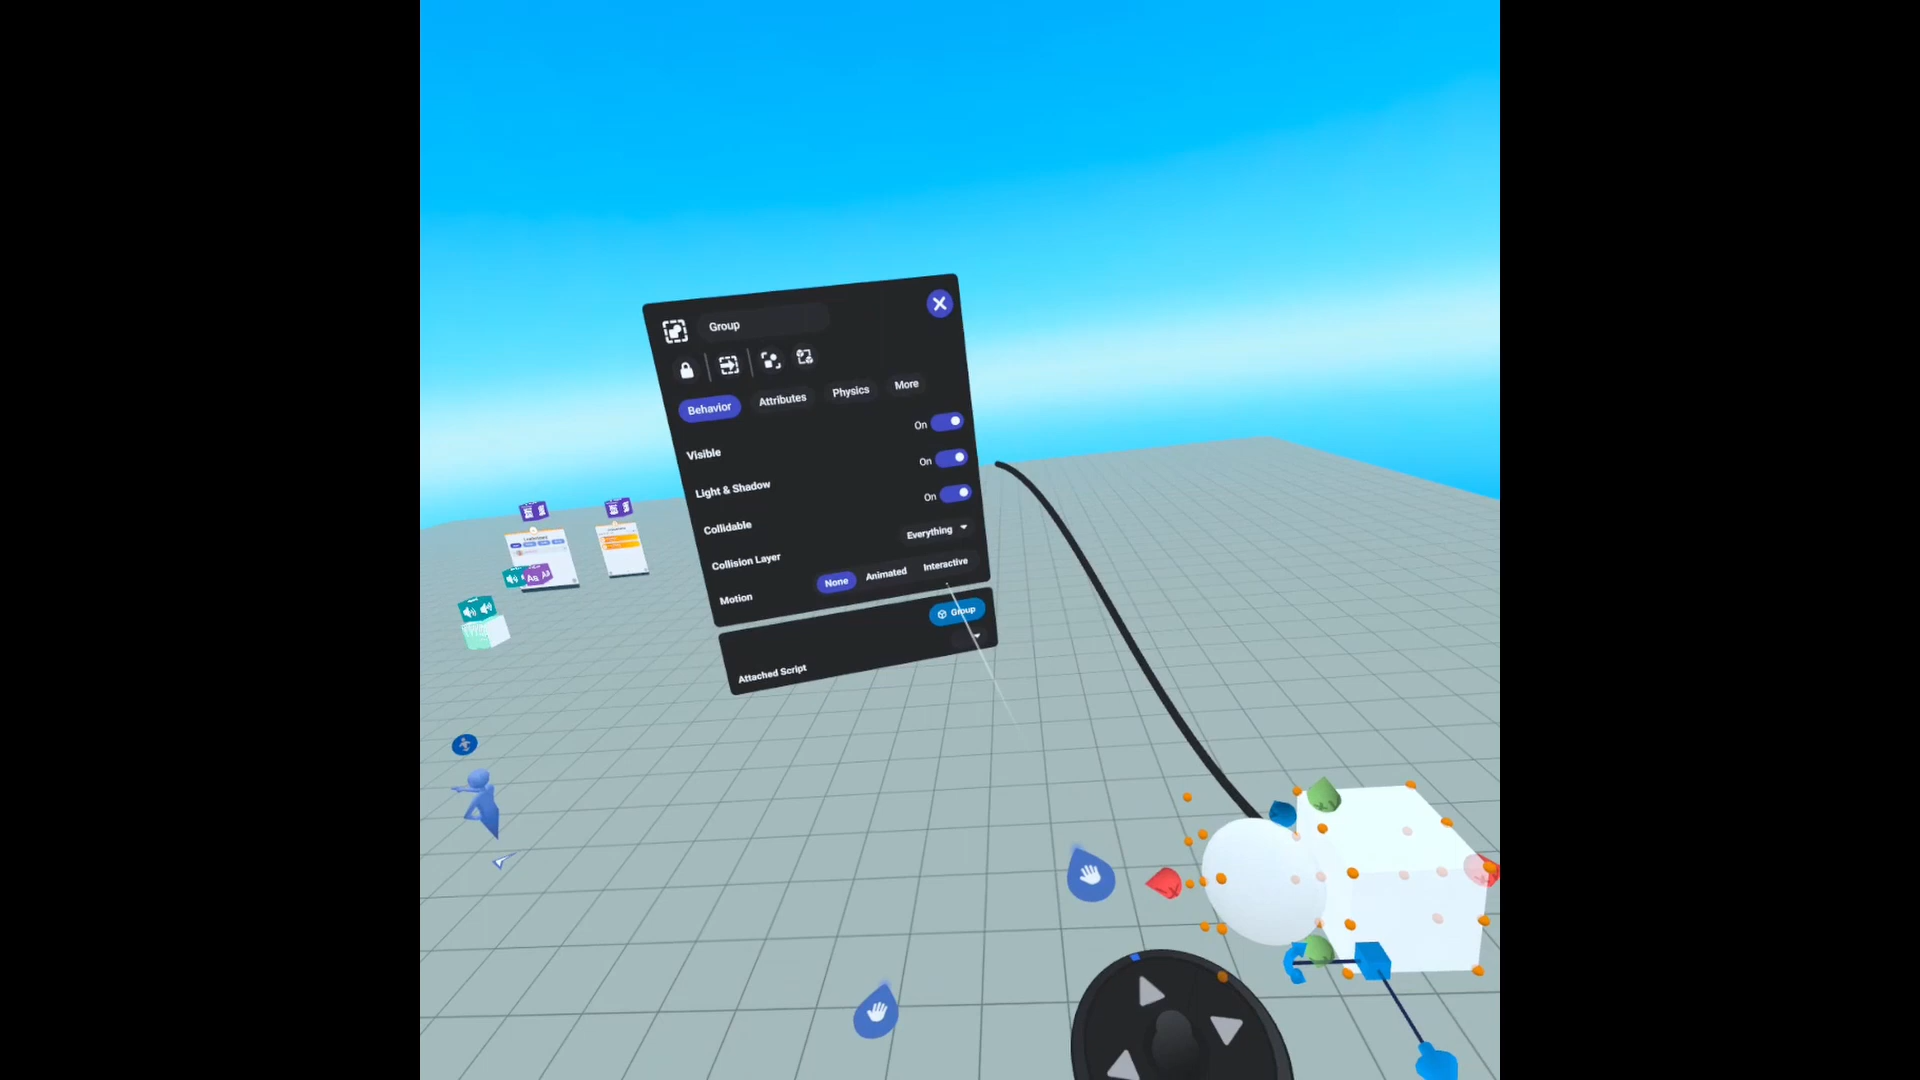 Group
Behavior Attributes Physics More
Visible On
Light & Shadow On
Collidable On
Collision Layer Everything
Motion None Animated Interactive
Group
Attached Script
Aa A